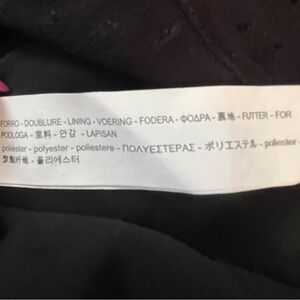 FORRO - DOUBLURE - LINING - VOERING - FODERA - ΦΟΔΡΑ - 裏地 - FUTTER - FOR
PODLOGA - 里料 - 안감 - LAPISAN
poliéster - polyester - poliestere - ΠΟΛΥΕΣΤΕΡΑΣ - ポリエステル - poliester -
聚酯纤维 - 폴리에스터